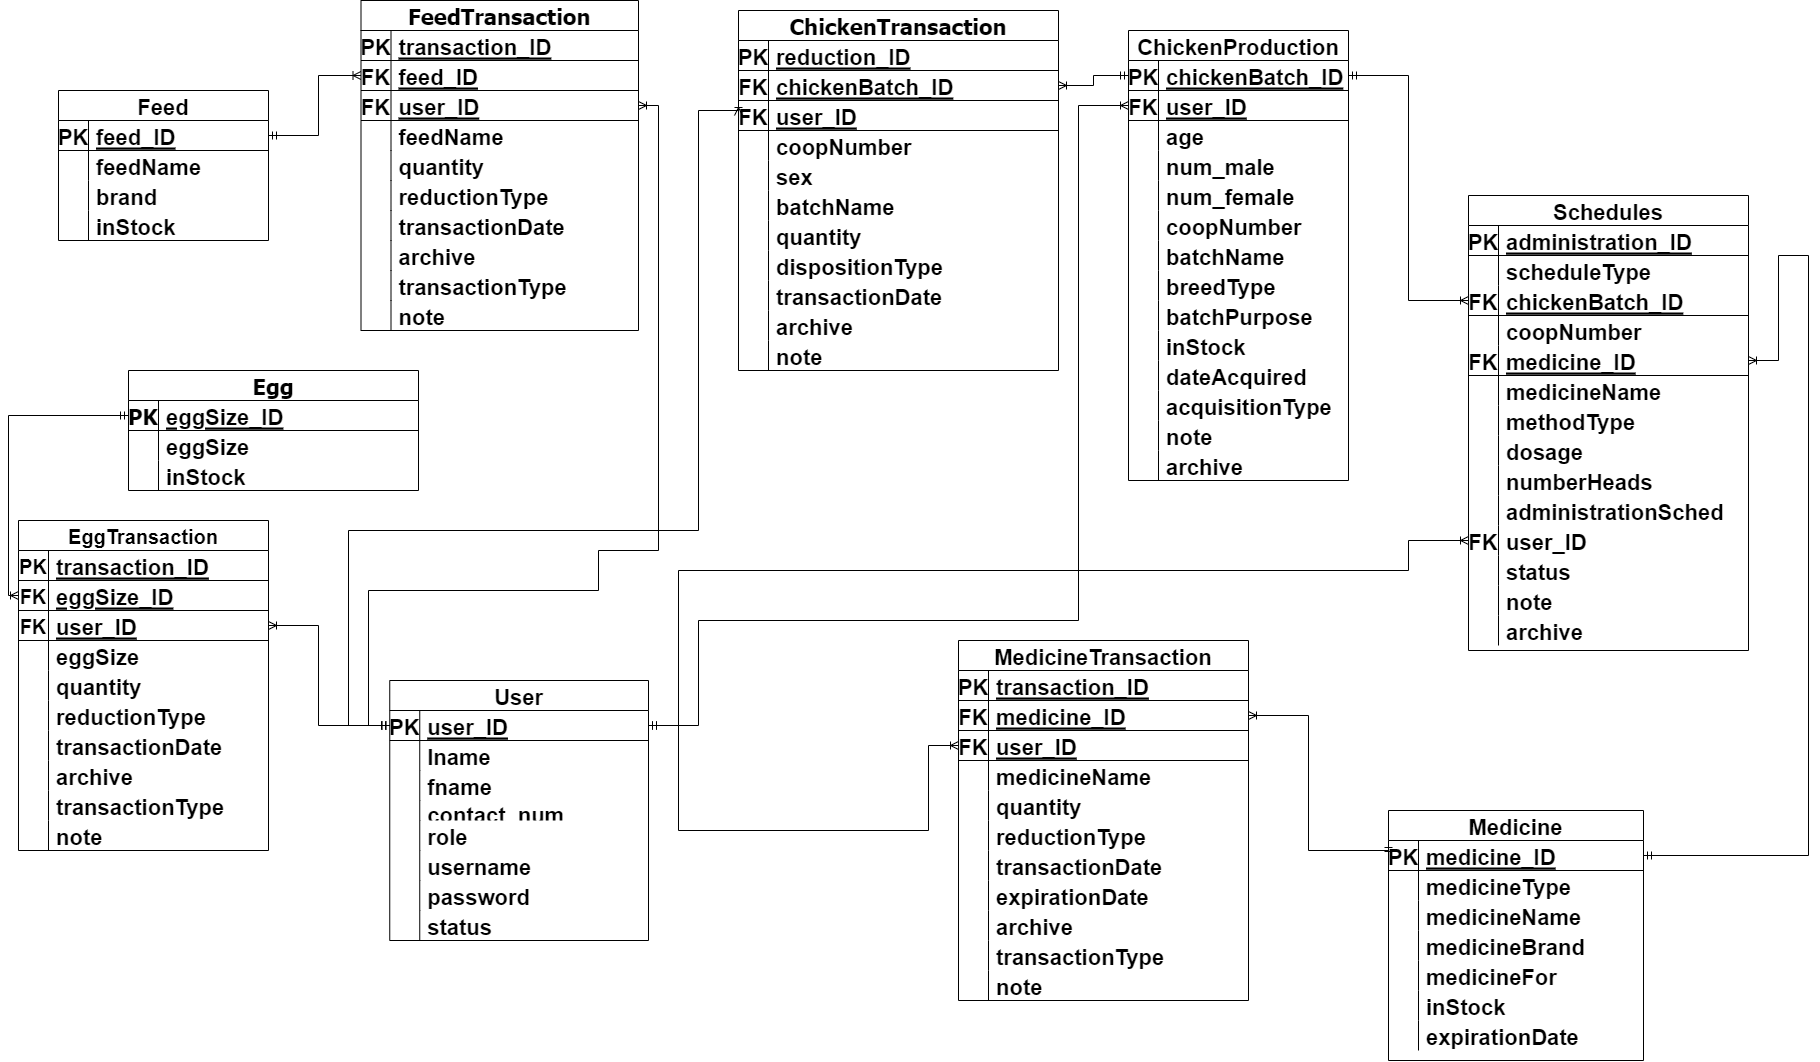 FeedTransaction
PK transaction_ID
FK feed_ID
FK user_ID
feedName
quantity
reductionType
transactionDate
archive
transactionType
note
ChickenTransaction
PK reduction_ID
FK chickenBatch_ID
FK user_ID
coopNumber
sex
batchName
quantity
dispositionType
transactionDate
archive
note
ChickenProduction
PK chickenBatch_ID
FK user_ID
age
num_male
num_female
coopNumber
batchName
breedType
batchPurpose
inStock
dateAcquired
acquisitionType
note
archive
Feed
PK feed_ID
feedName
brand
inStock
Schedules
PK administration_ID
scheduleType
FK chickenBatch_ID
coopNumber
FK medicine_ID
medicineName
methodType
dosage
numberHeads
administrationSched
FK user_ID
status
note
archive
Egg
PK eggSize_ID
eggSize
inStock
EggTransaction
PK transaction_ID
FK eggSize_ID
FK user_ID
eggSize
quantity
reductionType
transactionDate
archive
transactionType
note
User
PK user_ID
lname
fname
contact_num
role
username
password
status
MedicineTransaction
PK transaction_ID
FK medicine_ID
FK user_ID
medicineName
quantity
reductionType
transactionDate
expirationDate
archive
transactionType
note
Medicine
PK medicine_ID
medicineType
medicineName
medicineBrand
medicineFor
inStock
expirationDate